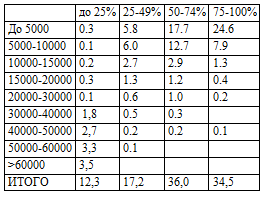 до 25% 25-49% 50-74% 75-100%
До 5000 0.3 5.8 17.7 24.6
5000-10000 0.1 6.0 12.7 7.9
10000-15000 0.2 2.7 2.9 1.3
15000-20000 0.3 1.3 1.2 0.4
20000-30000 0.1 0.6 1.0 0.2
30000-40000 1,8 0.5 0.3
40000-50000 2,7 0.2 0.2 0.1
50000-60000 3,3 0.1
>60000 3,5
ИТОГО 12,3 17,2 36,0 34,5